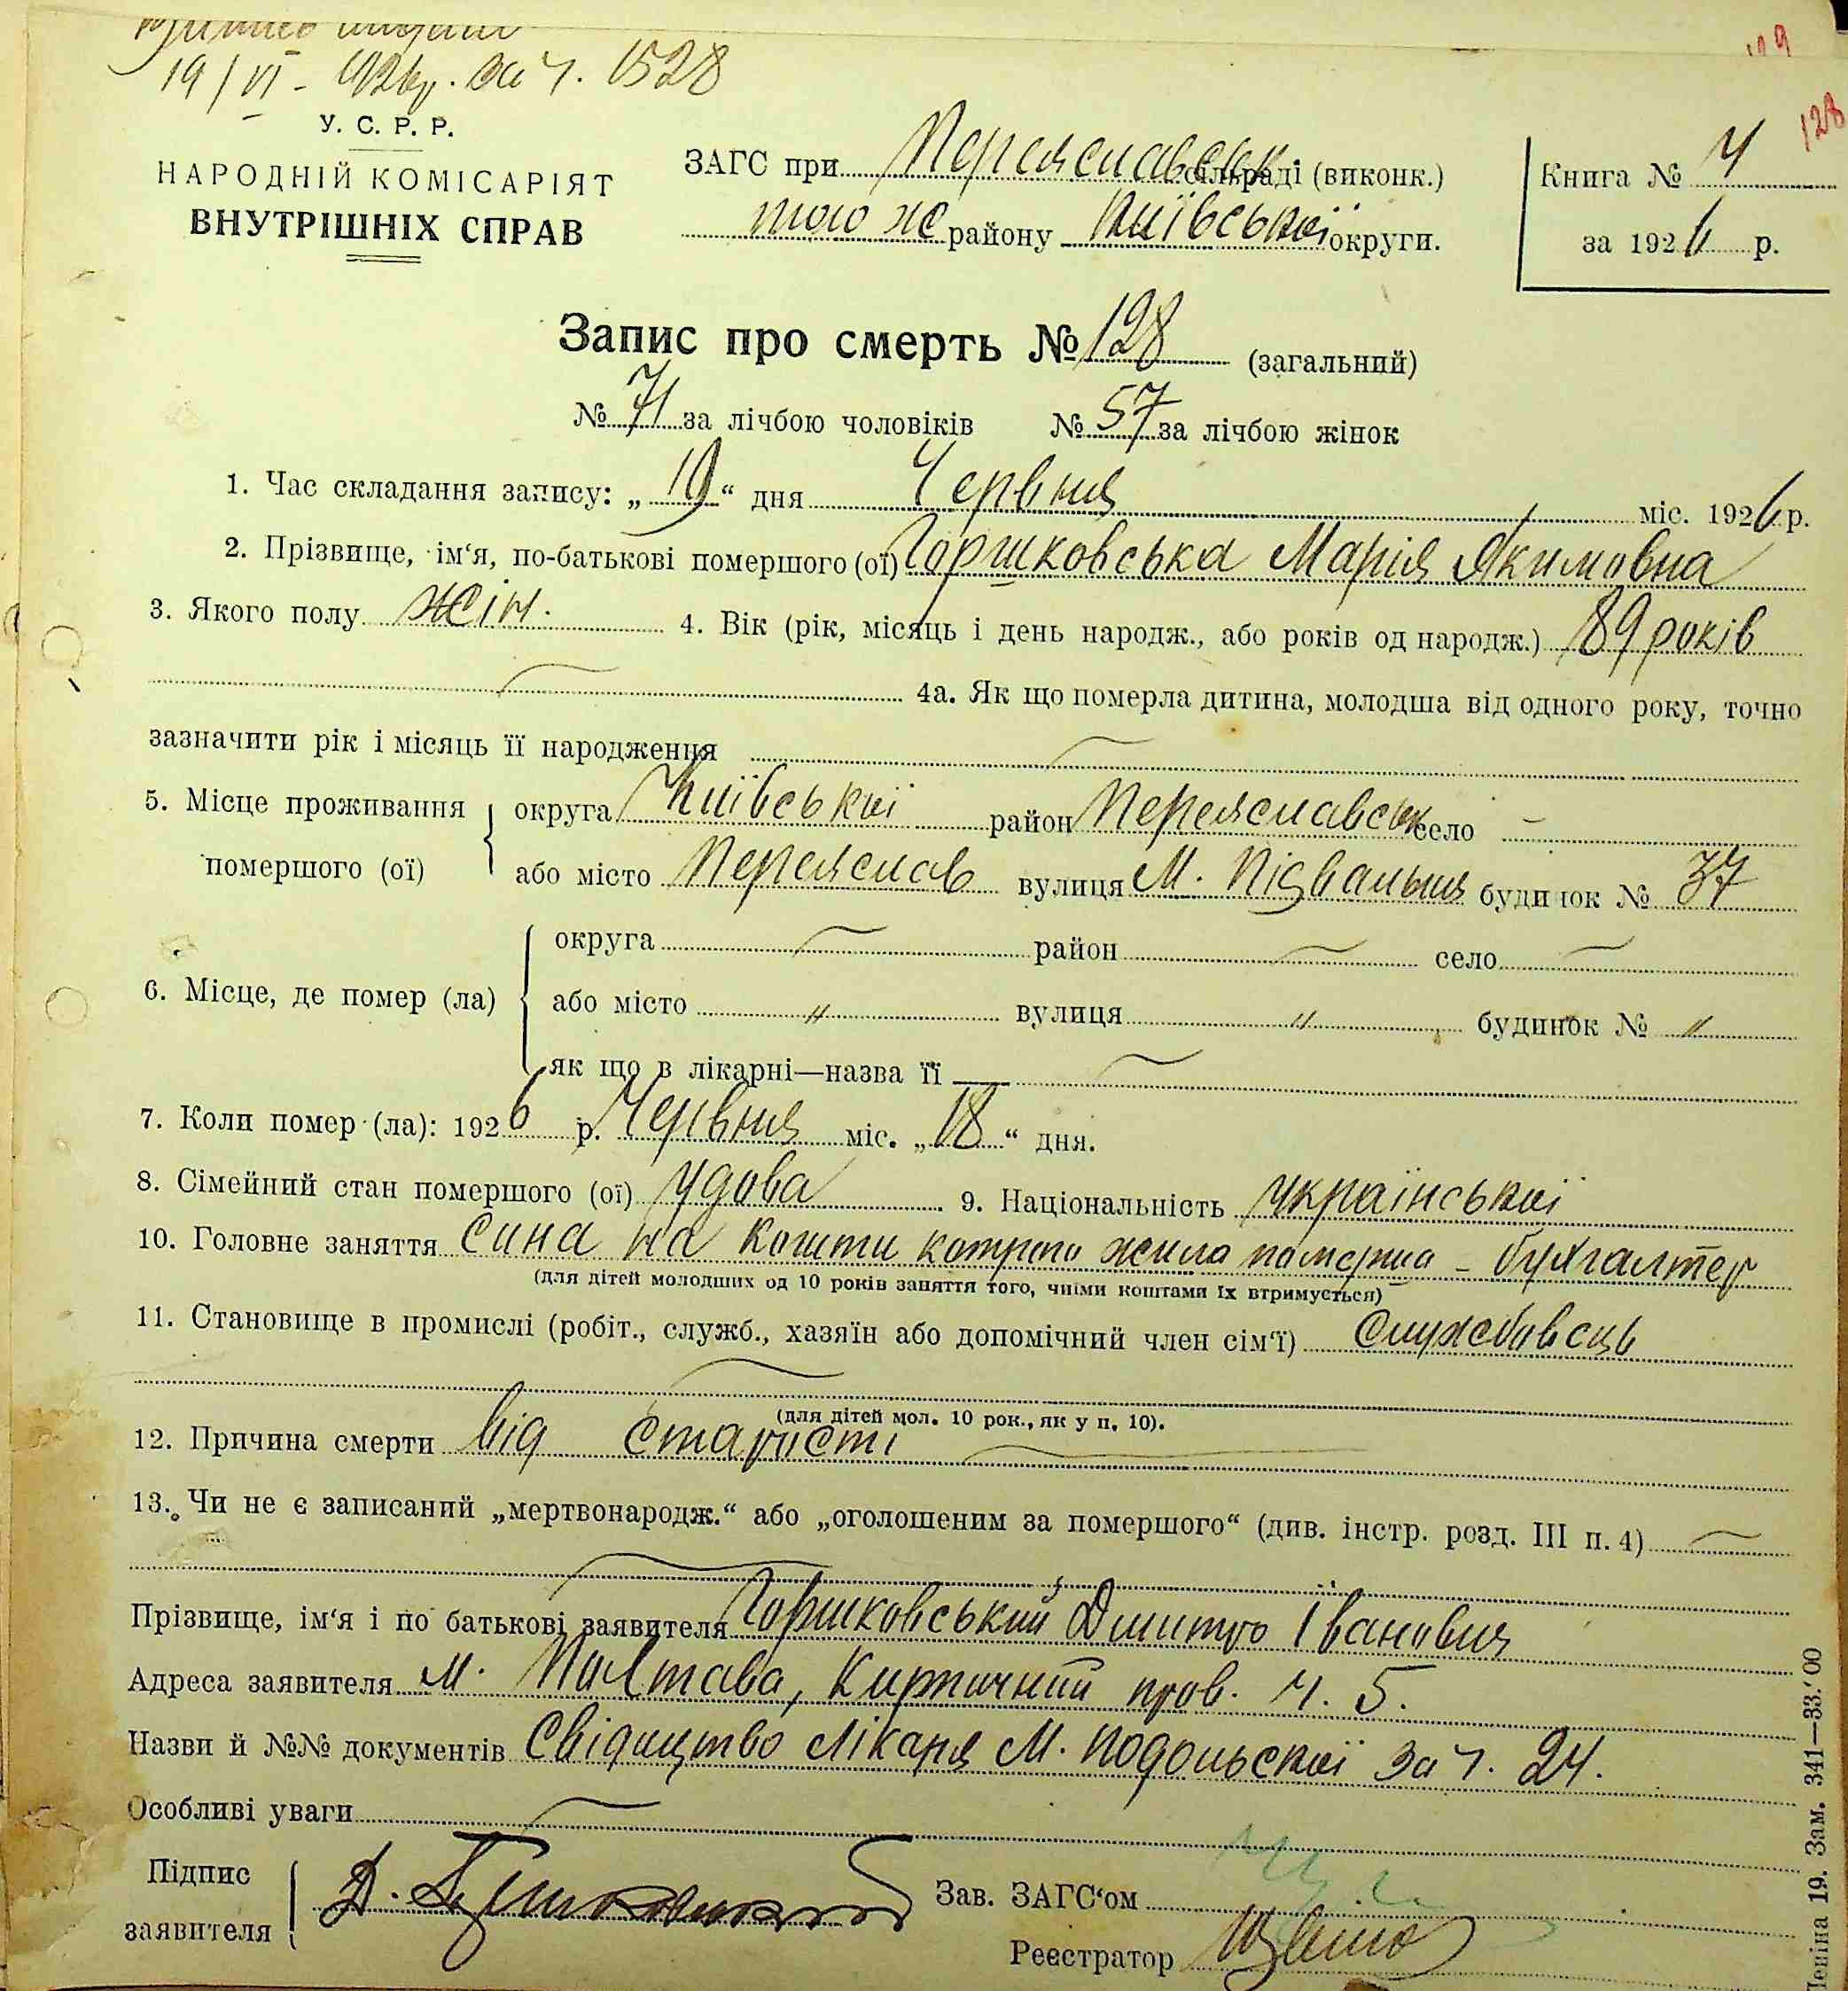 19/VI - 1926р. За ч. 1528
129
128
У. С. Р. Р.
НАРОДНІЙ КОМІСАРІЯТ
ВНУТРІШНІХ СПРАВ
ЗАГС при Переяславськ. сільраді (виконк.)
того ж району Київської округи.
Книга № 4
за 1926 р.
Запис про смерть № 128 (загальний)
№ 71 за лічбою чоловіків № 57 за лічбою жінок
1. Час складання запису: „19“ дня Червня міс. 1926 р.
2. Прізвище, ім‘я, по-батькові помершого (ої) Горшковська Марія Якимовна
3. Якого полу жін. 4. Вік (рік, місяць і день народж., або років од народж.) 89 років
4а. Як що померла дитина, молодша від одного року, точно
зазначити рік і місяць її народження
5. Місце проживання помершого (ої) округа Київської район Переяславськ село —
або місто Переяслав вулиця М. Підвальня будинок № 37
6. Місце, де помер (ла) округа район село
або місто " вулиця " будинок № "
як що в лікарні—назва її
7. Коли помер (ла): 1926 р. Червня міс. „18“ дня.
8. Сімейний стан помершого (ої) удова. 9. Національність української
10. Головне заняття Сина на кошти котрого жила померша - бухгалтер
(для дітей молодших од 10 років заняття того, чиїми коштами їх втримується)
11. Становище в промислі (робіт., служб., хазяїн або допомічний член сім‘ї) Службовець
(для дітей мол. 10 рок., як у п. 10).
12. Причина смерти від старости
13. Чи не є записаний „мертвонародж.“ або „оголошеним за помершого“ (див. інстр. розд. III п. 4)
Прізвище, ім‘я і по батькові заявителя Горшковський Дмитро Іванович
Адреса заявителя м. Полтава, Кирпичний пров. ч. 5.
Назви й №№ документів Свідоцтво лікаря М. Подольської за ч. 24.
Особливі уваги
Підпис заявителя Д. Горшковський
Зав. ЗАГС‘ом
Реєстратор
Леніна 19. Зам. 341—33.‘00